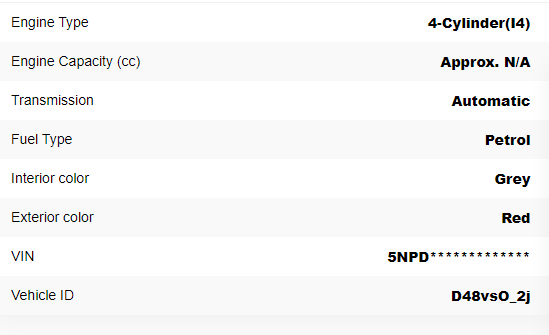 Engine Type 4-Cylinder(I4)
Engine Capacity (cc) Approx. N/A
Transmission Automatic
Fuel Type Petrol
Interior color Grey
Exterior color Red
VIN 5NPD*************
Vehicle ID D48vsO_2j